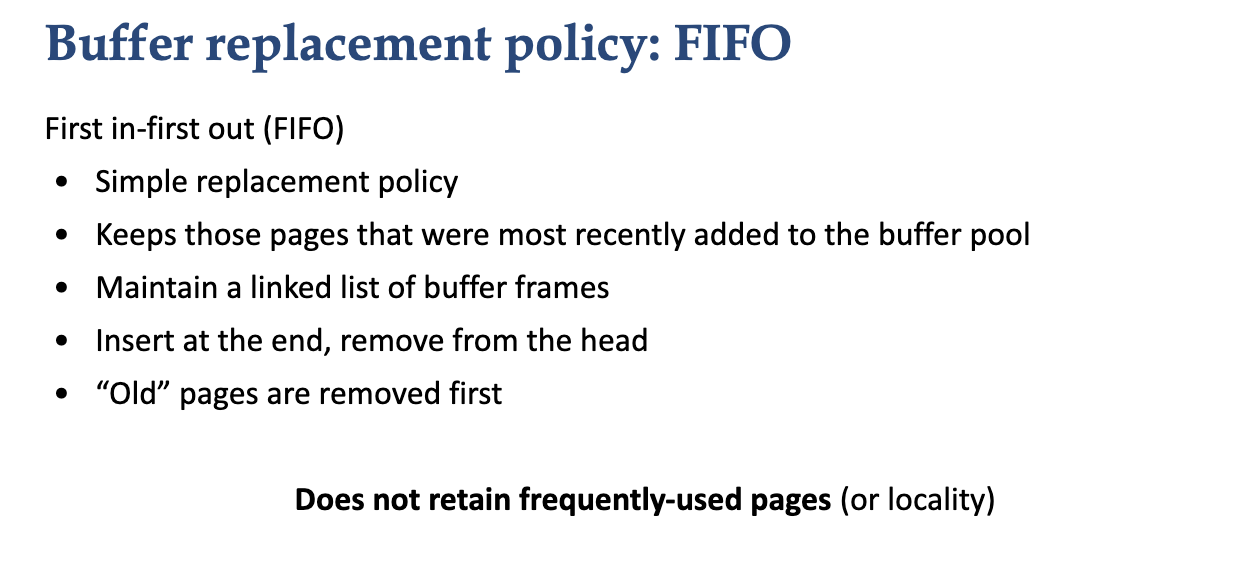 Buffer replacement policy: FIFO
First in-first out (FIFO)
• Simple replacement policy
• Keeps those pages that were most recently added to the buffer pool
• Maintain a linked list of buffer frames
• Insert at the end, remove from the head
• “Old” pages are removed first
Does not retain frequently-used pages (or locality)